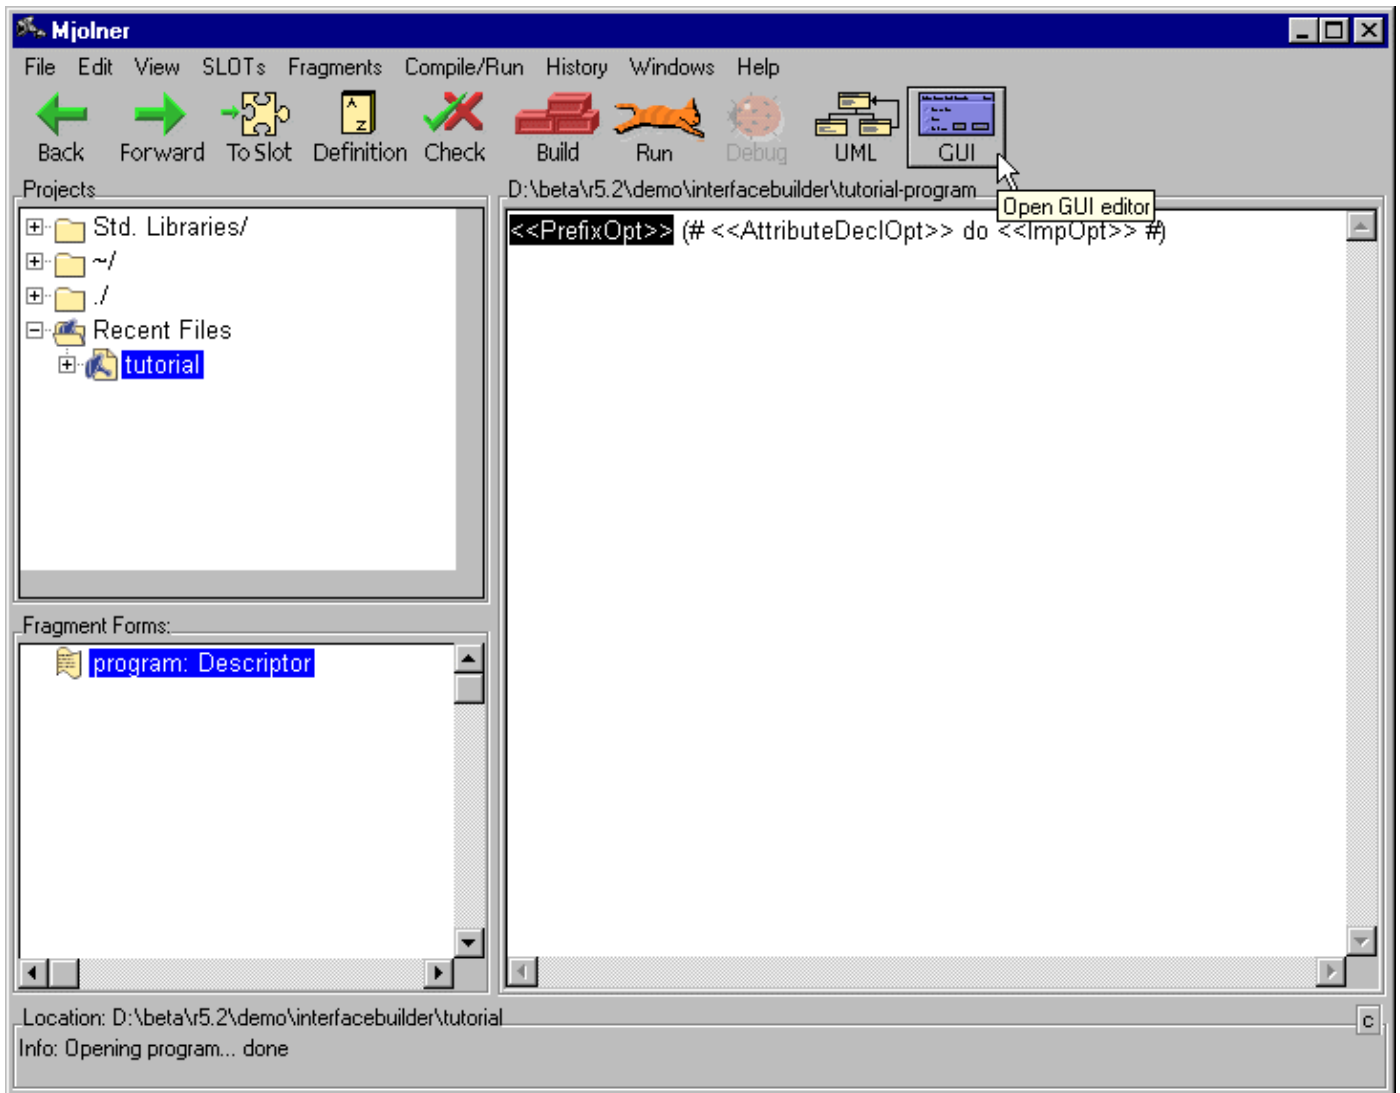 Mjolner
File Edit View SLOTs Fragments Compile/Run History Windows Help
Back Forward To Slot Definition Check Build Run Debug UML GUI
Open GUI editor
Projects
Std. Libraries/
~/
./
Recent Files
tutorial
D:\beta\r5.2\demo\interfacebuilder\tutorial-program
<<PrefixOpt>> (# <<AttributeDeclOpt>> do <<ImpOpt>> #)
Fragment Forms:
program: Descriptor
Location: D:\beta\r5.2\demo\interfacebuilder\tutorial
c
Info: Opening program... done